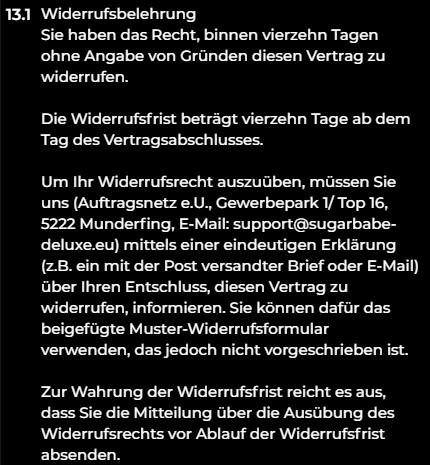 13.1 Widerrufsbelehrung
Sie haben das Recht, binnen vierzehn Tagen
ohne Angabe von Gründen diesen Vertrag zu
widerrufen.
Die Widerrufsfrist beträgt vierzehn Tage ab dem
Tag des Vertragsabschlusses.
Um Ihr Widerrufsrecht auszuüben, müssen Sie
uns (Auftragsnetz e.U., Gewerbepark 1/ Top 16,
5222 Munderfing, E-Mail: support@sugarbabe-
deluxe.eu) mittels einer eindeutigen Erklärung
(z.B. ein mit der Post versandter Brief oder E-Mail)
über Ihren Entschluss, diesen Vertrag zu
widerrufen, informieren. Sie können dafür das
beigefügte Muster-Widerrufsformular
verwenden, das jedoch nicht vorgeschrieben ist.
Zur Wahrung der Widerrufsfrist reicht es aus,
dass Sie die Mitteilung über die Ausübung des
Widerrufsrechts vor Ablauf der Widerrufsfrist
absenden.